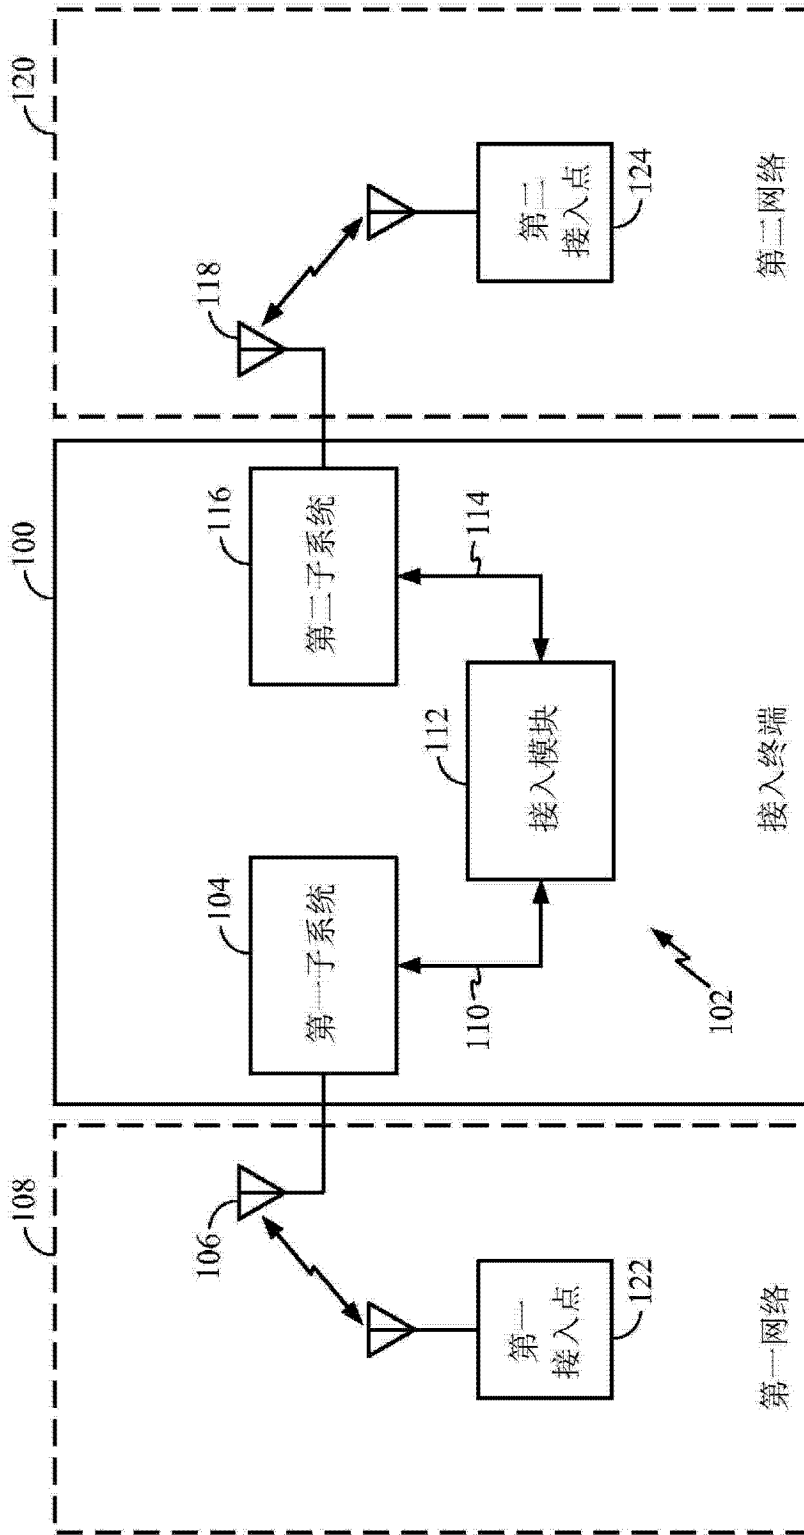 108
106
第一
接入点
122
第一网络
100
104
第一子系统
110
102
112
接入模块
116
第二子系统
114
接入终端
120
118
第二
接入点
124
第二网络